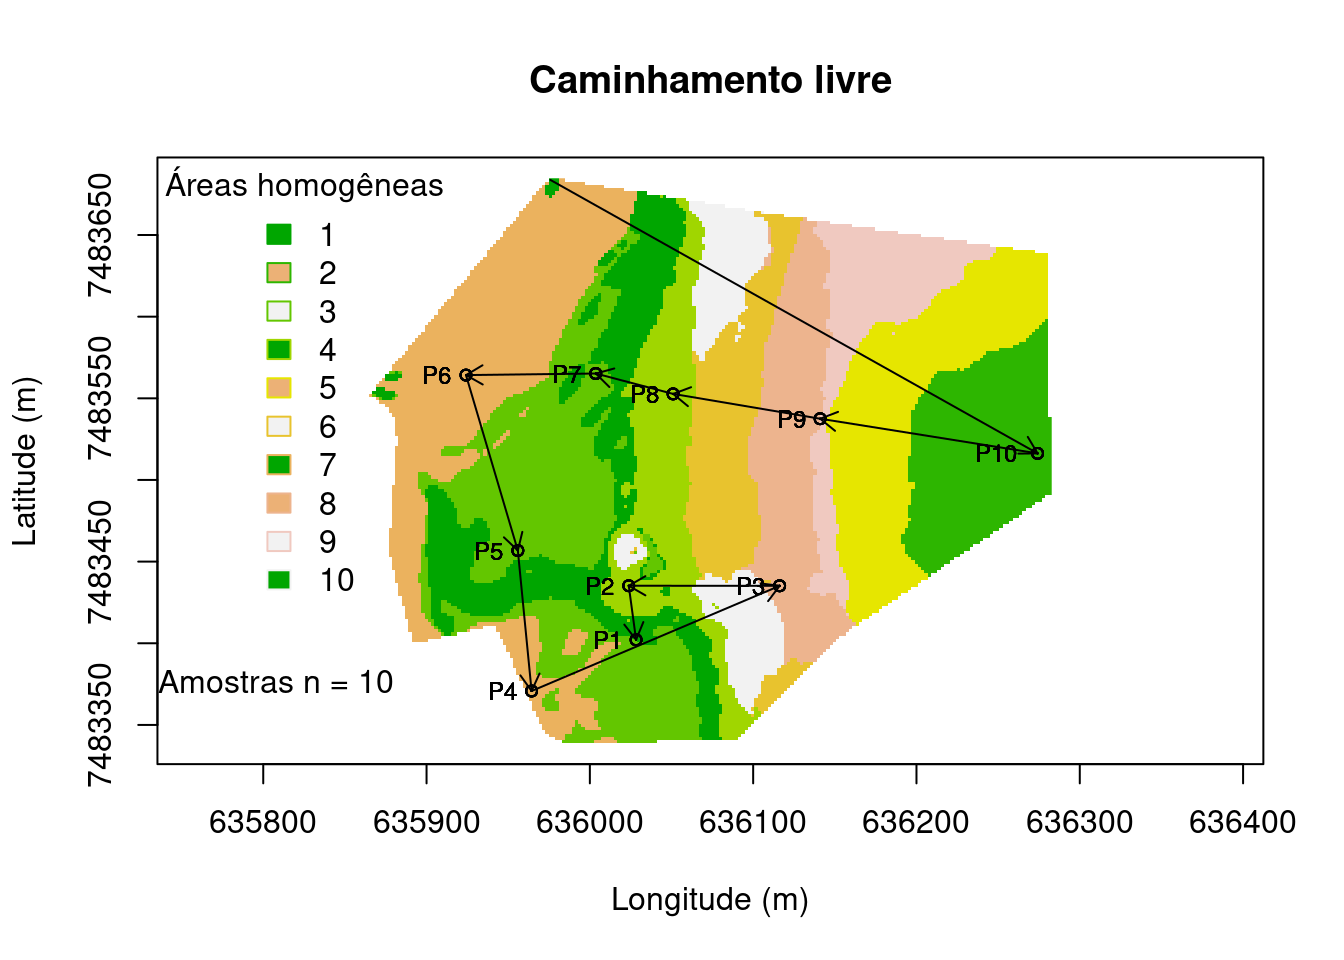 Caminhamento livre
Áreas homogêneas
1
2
3
4
5
6
7
8
9
10
P6
P7
P8
P9
P10
P5
P2
P3
P1
P4
Amostras n = 10
7483650
7483550
7483450
7483350
Latitude (m)
635800 635900 636000 636100 636200 636300 636400
Longitude (m)